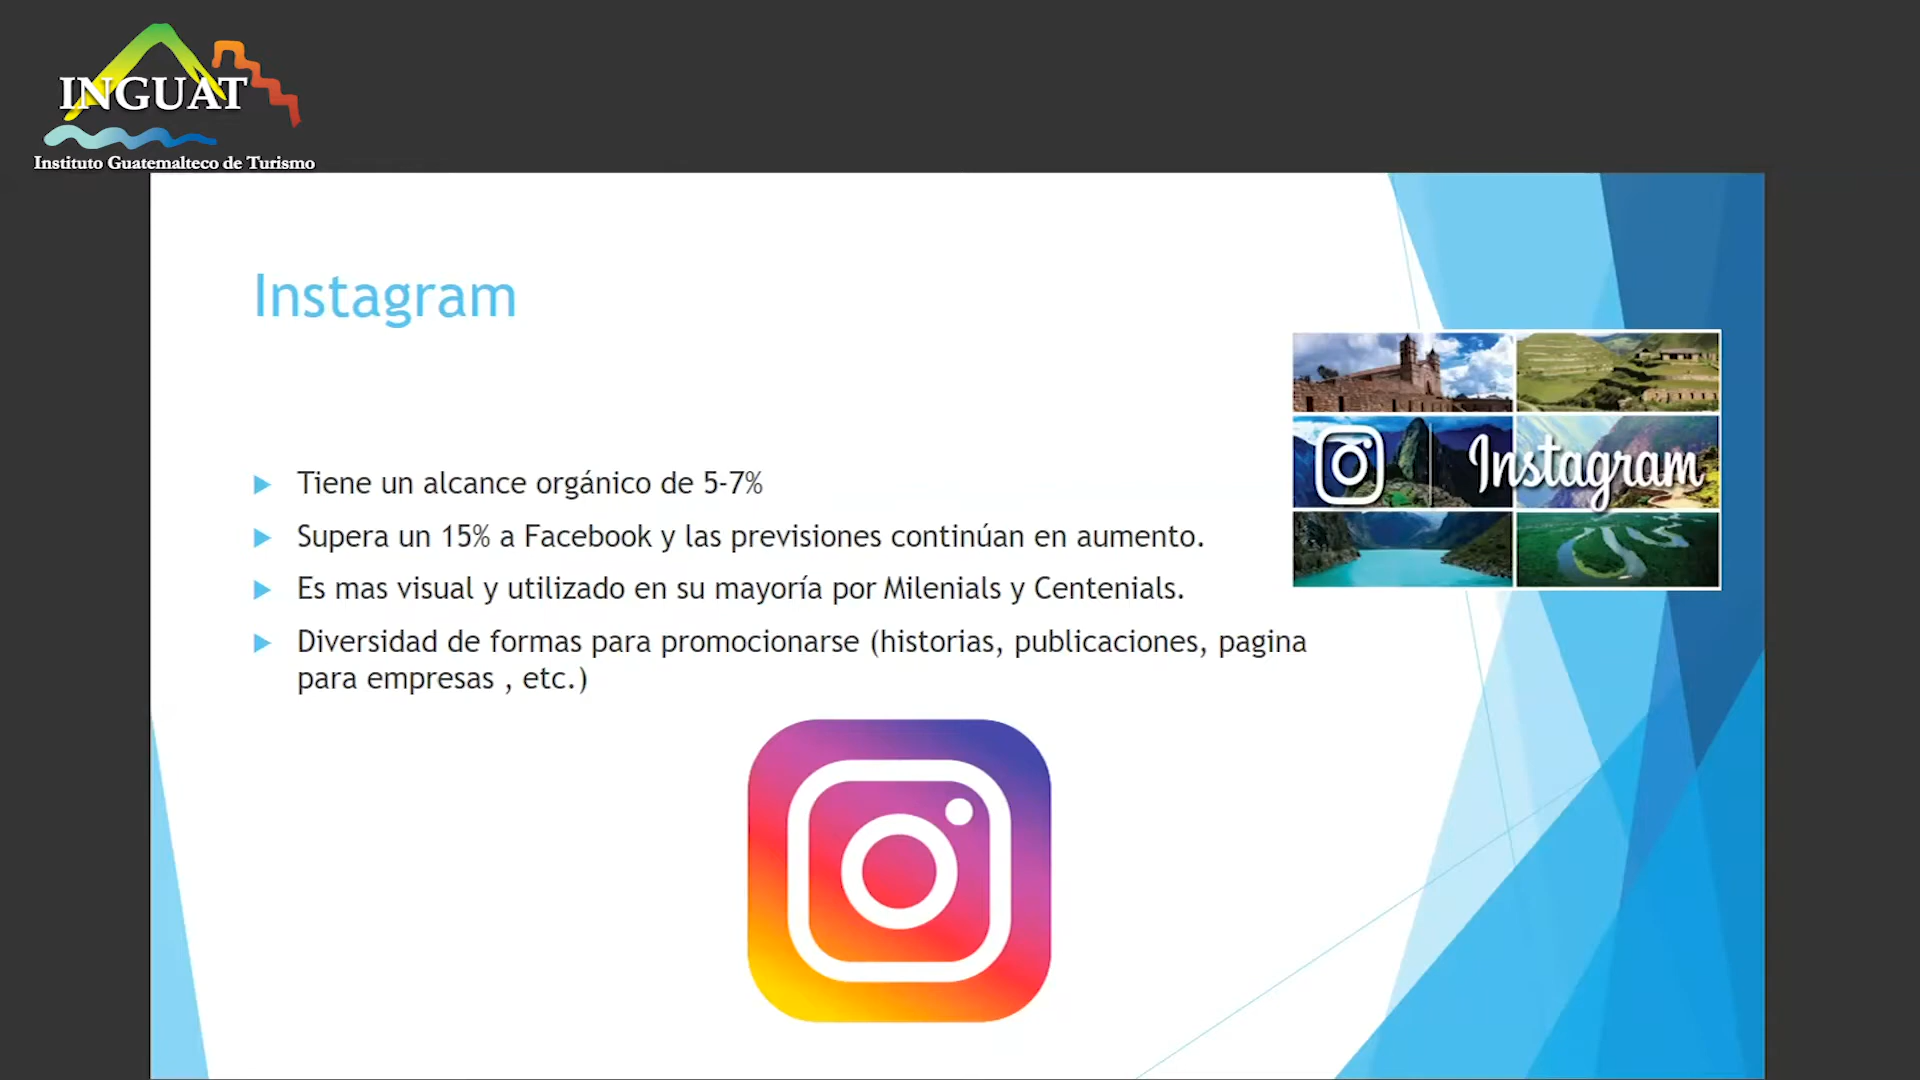 INGUAT
Instituto Guatemalteco de Turismo
Instagram
Tiene un alcance orgánico de 5-7%
Supera un 15% a Facebook y las previsiones continúan en aumento.
Es mas visual y utilizado en su mayoría por Milenials y Centenials.
Diversidad de formas para promocionarse (historias, publicaciones, pagina
para empresas , etc.)
Instagram